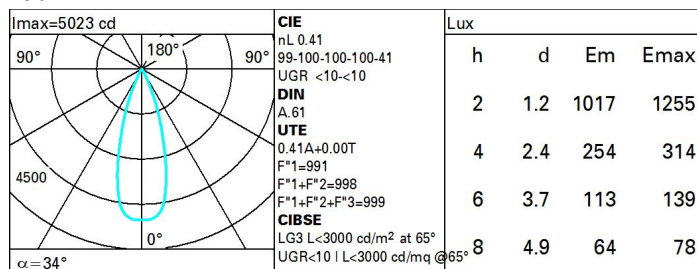 Imax=5023 cd
90°
180°
90°
4500
0°
α=34°
CIE
nL 0.41
99-100-100-100-41
UGR <10-<10
DIN
A.61
UTE
0.41A+0.00T
F"1=991
F"1+F"2=998
F"1+F"2+F"3=999
CIBSE
LG3 L<3000 cd/m² at 65°
UGR<10 | L<3000 cd/mq @65°
Lux
h d Em Emax
2 1.2 1017 1255
4 2.4 254 314
6 3.7 113 139
8 4.9 64 78